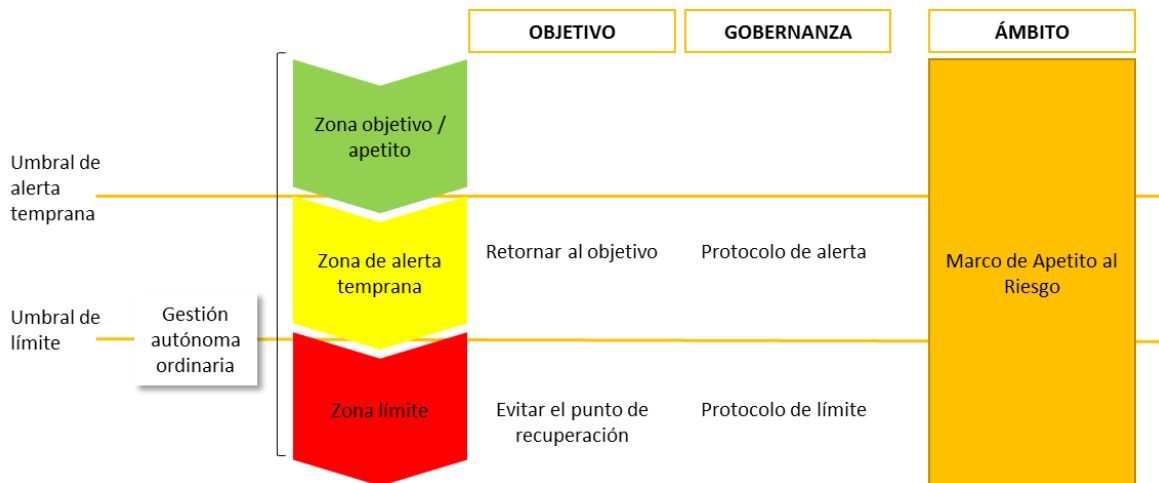 OBJETIVO
GOBERNANZA
ÁMBITO
Zona objetivo /
apetito
Umbral de
alerta
temprana
Zona de alerta
temprana
Retornar al objetivo
Protocolo de alerta
Marco de Apetito al
Riesgo
Umbral de
límite
Gestión
autónoma
ordinaria
Zona límite
Evitar el punto de
recuperación
Protocolo de límite